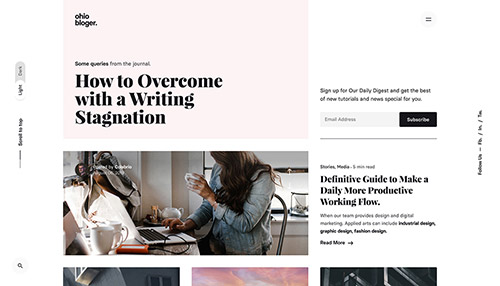 ohio
bloger.
Some queries from the journal.
How to Overcome
with a Writing
Stagnation
Dark
Light
Scroll to top
Sign up for Our Daily Digest and get the best
of new tutorials and news special for you.
Email Address
Subscribe
Follow Us — Fb. / In. / Tw.
Posted by Colabrio
2019
Stories, Media . 5 min read
Definitive Guide to Make a
Daily More Productive
Working Flow.
When our team provides design and digital
marketing. Applied arts can include industrial design,
graphic design, fashion design.
Read More →